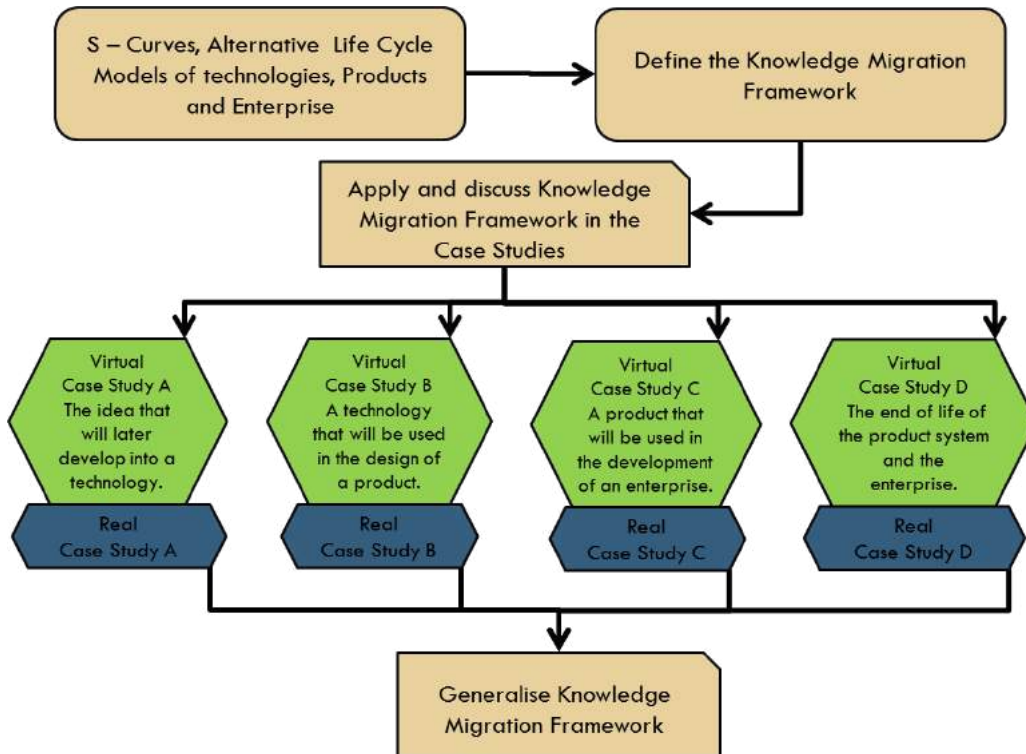 S – Curves, Alternative Life Cycle
Models of technologies, Products
and Enterprise
Define the Knowledge Migration
Framework
Apply and discuss Knowledge
Migration Framework in the
Case Studies
Virtual
Case Study A
The idea that
will later
develop into a
technology.
Real
Case Study A
Virtual
Case Study B
A technology
that will be used
in the design of
a product.
Real
Case Study B
Virtual
Case Study C
A product that
will be used in
the development
of an enterprise.
Real
Case Study C
Virtual
Case Study D
The end of life of
the product system
and the
enterprise.
Real
Case Study D
Generalise Knowledge
Migration Framework